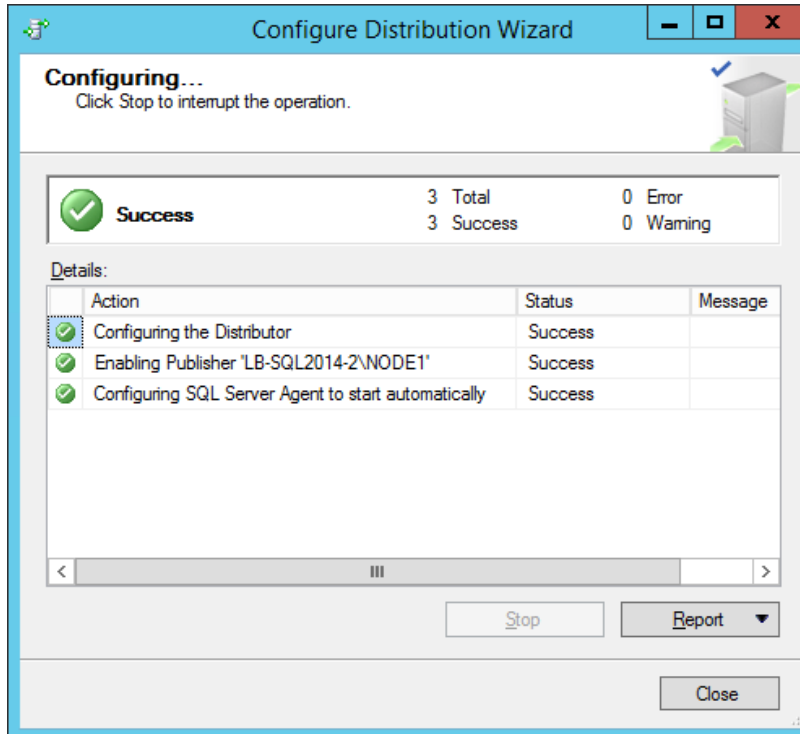 Configure Distribution Wizard
Configuring...
Click Stop to interrupt the operation.
Success
3 Total 0 Error
3 Success 0 Warning
Details:
Action Status Message
Configuring the Distributor Success
Enabling Publisher 'LB-SQL2014-2\NODE1' Success
Configuring SQL Server Agent to start automatically Success
Stop Report
Close